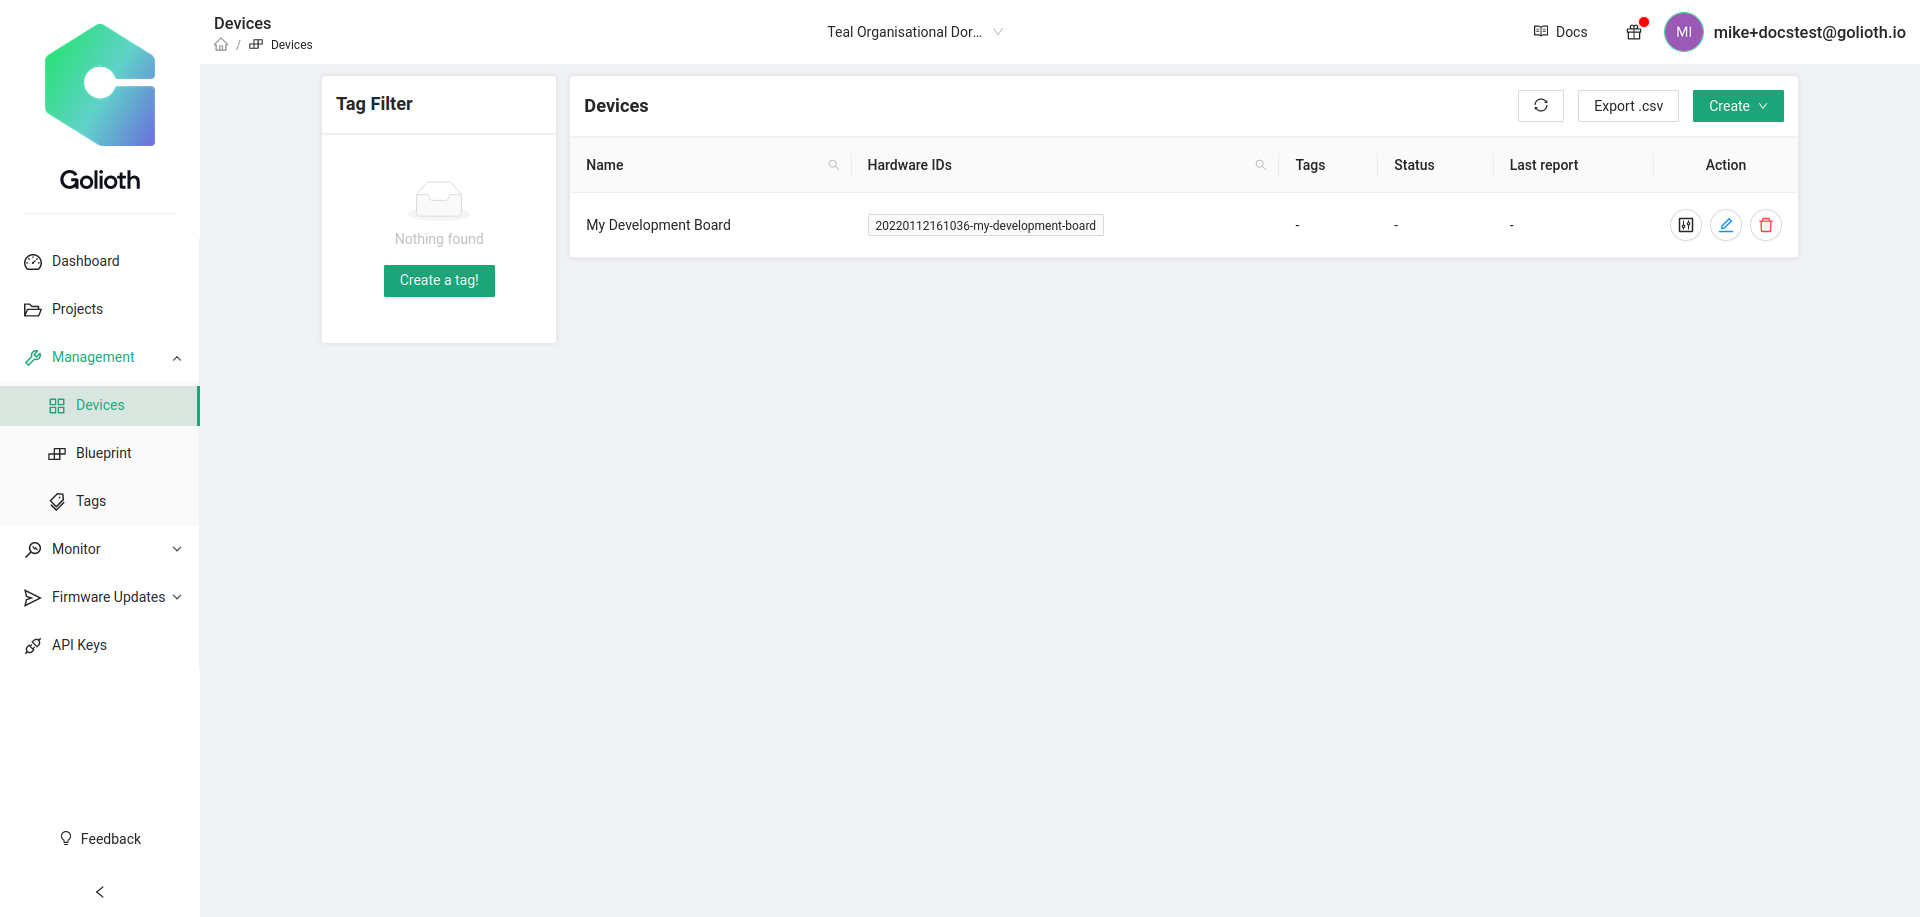 Golioth
Dashboard
Projects
Management
Devices
Blueprint
Tags
Monitor
Firmware Updates
API Keys
Feedback
Devices
/ Devices
Teal Organisational Dor...
Docs
MI
mike+docstest@golioth.io
Tag Filter
Nothing found
Create a tag!
Devices
Export .csv
Create
Name Hardware IDs Tags Status Last report Action
My Development Board 20220112161036-my-development-board - - -